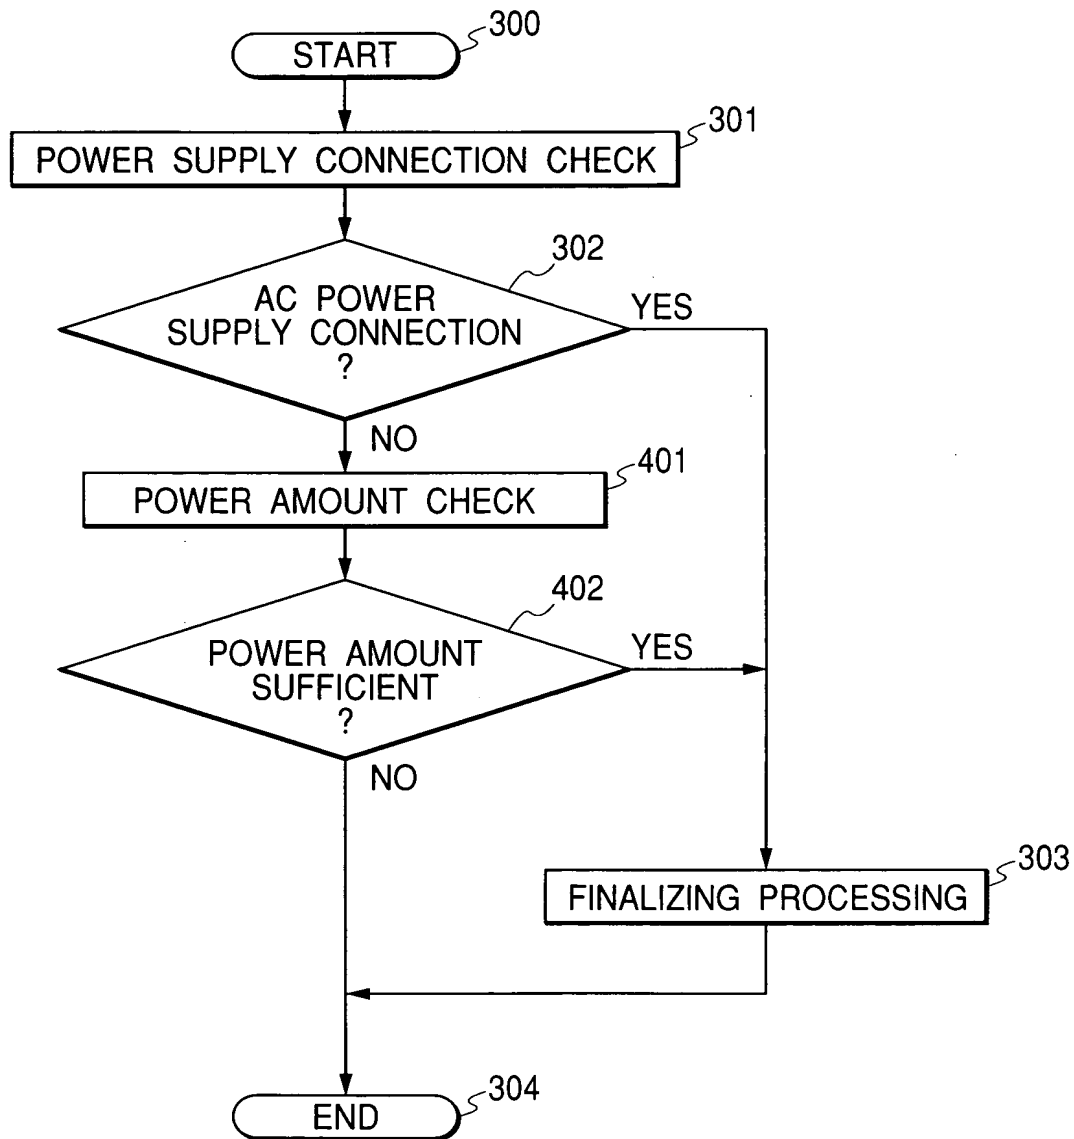 300
START
301
POWER SUPPLY CONNECTION CHECK
302
AC POWER
SUPPLY CONNECTION
?
YES
NO
401
POWER AMOUNT CHECK
402
POWER AMOUNT
SUFFICIENT
?
YES
NO
303
FINALIZING PROCESSING
304
END